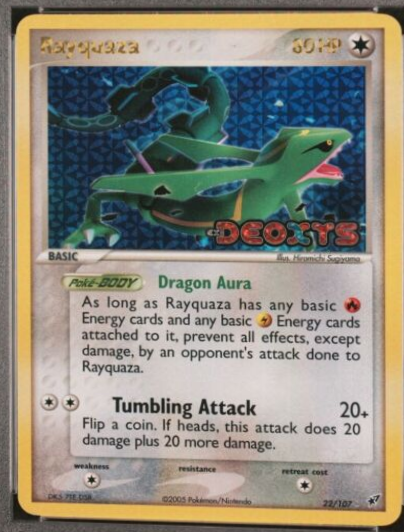 Rayquaza 80 HP
DEOXYS
BASIC
Illus. Hiromichi Sugiyama
Poké-BODY Dragon Aura
As long as Rayquaza has any basic
Energy cards and any basic Energy cards
attached to it, prevent all effects, except
damage, by an opponent's attack done to
Rayquaza.
Tumbling Attack 20+
Flip a coin. If heads, this attack does 20
damage plus 20 more damage.
weakness resistance retreat cost
©2005 Pokémon/Nintendo 22/107